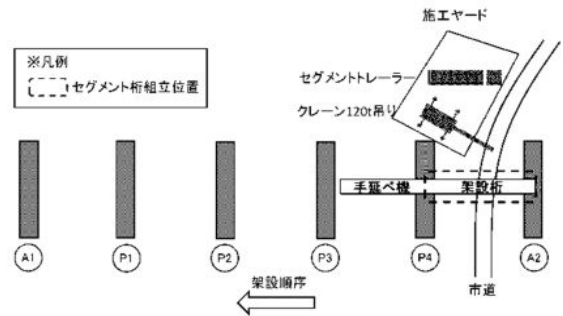 施工ヤード
※凡例
セグメント桁組立位置
セグメントトレーラー
クレーン120t吊り
手延べ機
架設桁
A1
P1
P2
P3
P4
A2
架設順序
市道